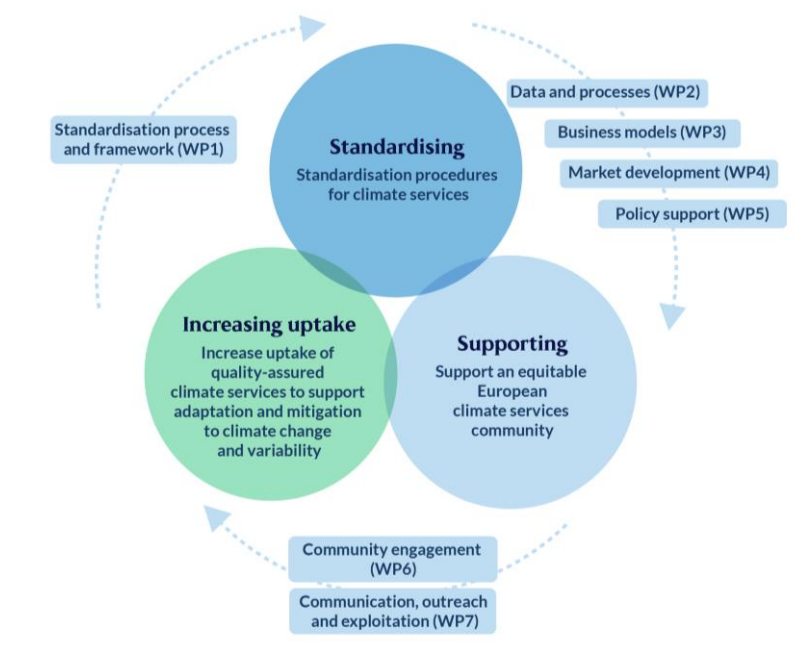 Standardisation process
and framework (WP1)
Standardising
Standardisation procedures
for climate services
Data and processes (WP2)
Business models (WP3)
Market development (WP4)
Policy support (WP5)
Increasing uptake
Increase uptake of
quality-assured
climate services to support
adaptation and mitigation
to climate change
and variability
Supporting
Support an equitable
European
climate services
community
Community engagement
(WP6)
Communication, outreach
and exploitation (WP7)